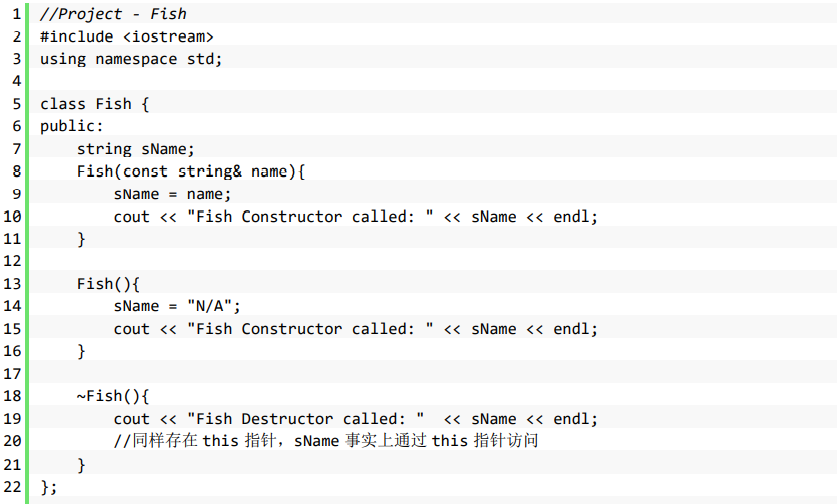 1 //Project - Fish
2 #include <iostream>
3 using namespace std;
4
5 class Fish {
6 public:
7     string sName;
8     Fish(const string& name){
9         sName = name;
10         cout << "Fish Constructor called: " << sName << endl;
11     }
12
13     Fish(){
14         sName = "N/A";
15         cout << "Fish Constructor called: " << sName << endl;
16     }
17
18     ~Fish(){
19         cout << "Fish Destructor called: "  << sName << endl;
20         //同样存在 this 指针，sName 事实上通过 this 指针访问
21     }
22 };